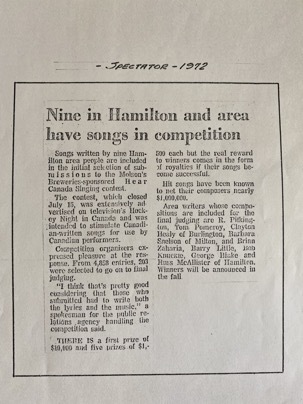 - SPECTATOR - 1972
Nine in Hamilton and area
have songs in competition
Songs written by nine Ham-
ilton area people are included
in the initial selection of sub-
missions to the Molson's
Breweries-sponsored Hear
Canada Singing contest.
The contest, which closed
July 15, was extensively ad-
vertised on television's Hock-
ey Night in Canada and was
intended to stimulate Canadi-
an-written songs for use by
Canadian performers.
Competition organizers ex-
pressed pleasure at the re-
sponse. From 4,858 entries, 203
were selected to go on to final
judging.
"I think that's pretty good
considering that those who
submitted had to write both
the lyrics and the music," a
spokesman for the public re-
lations agency handling the
competition said.
THERE IS a first prize of
$10,000 and five prizes of $1,-
500 each but the real reward
to winners comes in the form
of royalties if their songs be-
come successful.
Hit songs have been known
to net their composers nearly
$1,000,000.
Area writers whose compo-
sitions are included for the
final judging are R. Pilking-
ton, Tom Pomeroy, Clayton
Healy of Burlington, Barbara
of Milton, and Brian
Barry Little,
George Blake and
Ross McAllister of Hamilton.
Winners will be announced in
the fall